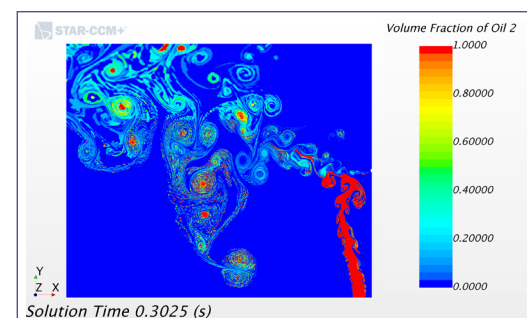 STAR-CCM+
Volume Fraction of Oil 2
1.0000
0.80000
0.60000
0.40000
0.20000
0.0000
Y
Z X
Solution Time 0.3025 (s)